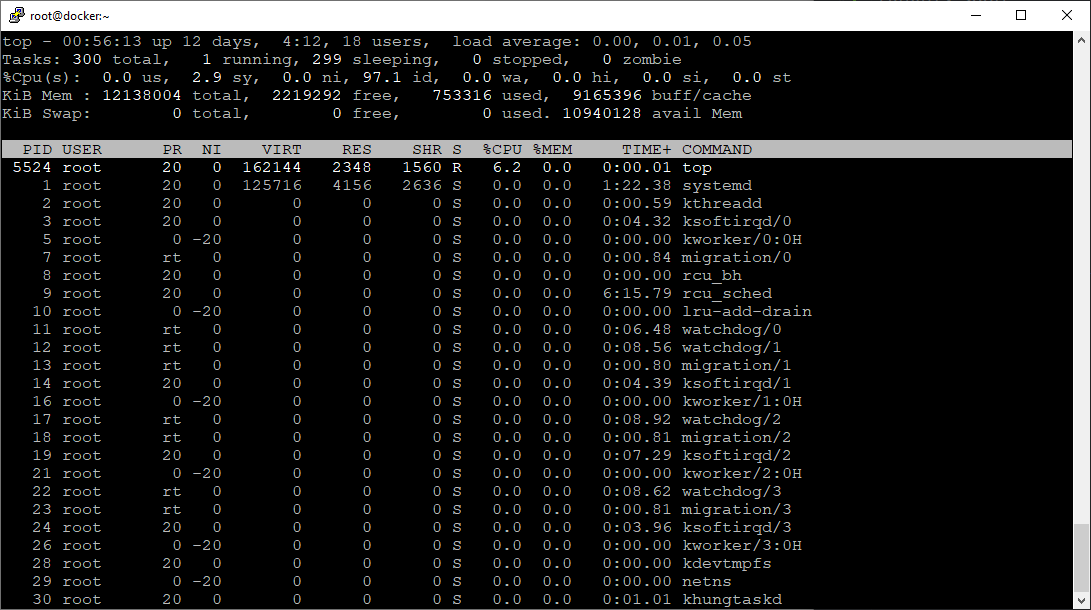 root@docker:~
top - 00:56:13 up 12 days,  4:12, 18 users,  load average: 0.00, 0.01, 0.05
Tasks: 300 total,   1 running, 299 sleeping,   0 stopped,   0 zombie
%Cpu(s):  0.0 us,  2.9 sy,  0.0 ni, 97.1 id,  0.0 wa,  0.0 hi,  0.0 si,  0.0 st
KiB Mem : 12138004 total,  2219292 free,   753316 used,  9165396 buff/cache
KiB Swap:        0 total,        0 free,        0 used. 10940128 avail Mem
  PID USER      PR  NI    VIRT    RES    SHR S  %CPU %MEM     TIME+ COMMAND
 5524 root      20   0  162144   2348   1560 R   6.2  0.0   0:00.01 top
    1 root      20   0  125716   4156   2636 S   0.0  0.0   1:22.38 systemd
    2 root      20   0       0      0      0 S   0.0  0.0   0:00.59 kthreadd
    3 root      20   0       0      0      0 S   0.0  0.0   0:04.32 ksoftirqd/0
    5 root       0 -20       0      0      0 S   0.0  0.0   0:00.00 kworker/0:0H
    7 root      rt   0       0      0      0 S   0.0  0.0   0:00.84 migration/0
    8 root      20   0       0      0      0 S   0.0  0.0   0:00.00 rcu_bh
    9 root      20   0       0      0      0 S   0.0  0.0   6:15.79 rcu_sched
   10 root       0 -20       0      0      0 S   0.0  0.0   0:00.00 lru-add-drain
   11 root      rt   0       0      0      0 S   0.0  0.0   0:06.48 watchdog/0
   12 root      rt   0       0      0      0 S   0.0  0.0   0:08.56 watchdog/1
   13 root      rt   0       0      0      0 S   0.0  0.0   0:00.80 migration/1
   14 root      20   0       0      0      0 S   0.0  0.0   0:04.39 ksoftirqd/1
   16 root       0 -20       0      0      0 S   0.0  0.0   0:00.00 kworker/1:0H
   17 root      rt   0       0      0      0 S   0.0  0.0   0:08.92 watchdog/2
   18 root      rt   0       0      0      0 S   0.0  0.0   0:00.81 migration/2
   19 root      20   0       0      0      0 S   0.0  0.0   0:07.29 ksoftirqd/2
   21 root       0 -20       0      0      0 S   0.0  0.0   0:00.00 kworker/2:0H
   22 root      rt   0       0      0      0 S   0.0  0.0   0:08.62 watchdog/3
   23 root      rt   0       0      0      0 S   0.0  0.0   0:00.81 migration/3
   24 root      20   0       0      0      0 S   0.0  0.0   0:03.96 ksoftirqd/3
   26 root       0 -20       0      0      0 S   0.0  0.0   0:00.00 kworker/3:0H
   28 root      20   0       0      0      0 S   0.0  0.0   0:00.00 kdevtmpfs
   29 root       0 -20       0      0      0 S   0.0  0.0   0:00.00 netns
   30 root      20   0       0      0      0 S   0.0  0.0   0:01.01 khungtaskd